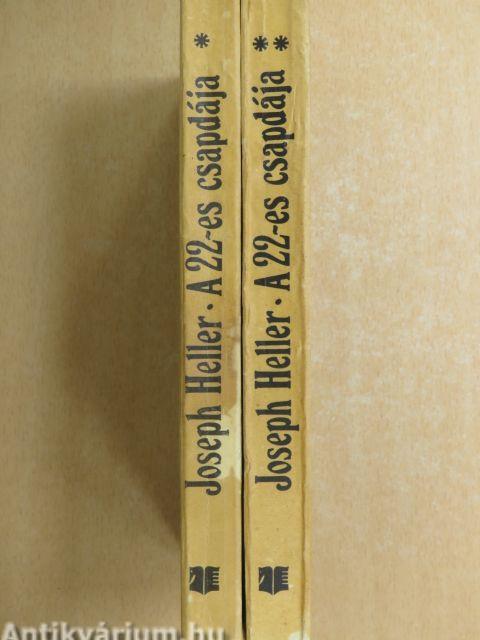 Joseph Heller · A 22-es csapdája *
Joseph Heller · A 22-es csapdája **
Antikvárium.hu